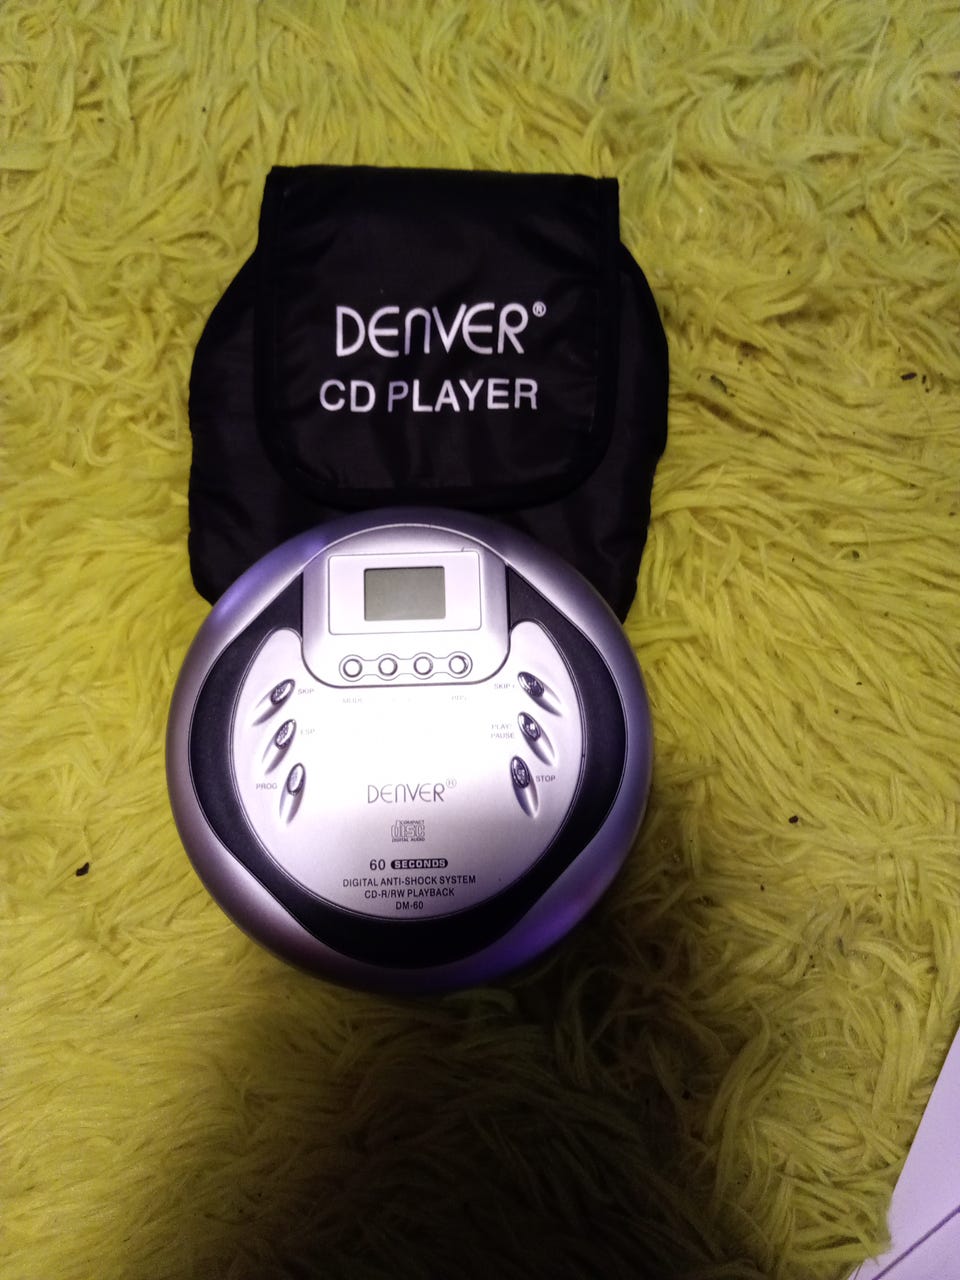 DENVER®
CD PLAYER
SKIP
SKIP+
MODE
ESP
PLAY/
PAUSE
PROG
STOP
DENVER®
COMPACT
disc
DIGITAL AUDIO
60 SECONDS
DIGITAL ANTI-SHOCK SYSTEM
CD-R/RW PLAYBACK
DM-60